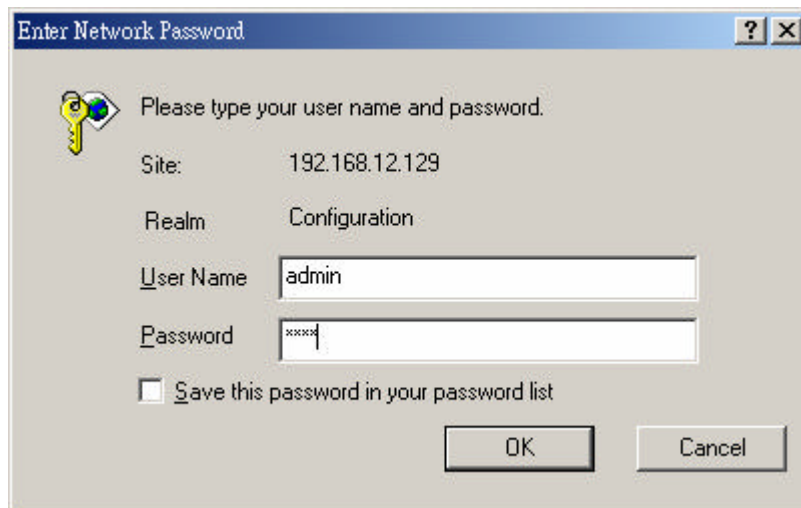 Enter Network Password
Please type your user name and password.
Site: 192.168.12.129
Realm Configuration
User Name admin
Password ****
Save this password in your password list
OK Cancel